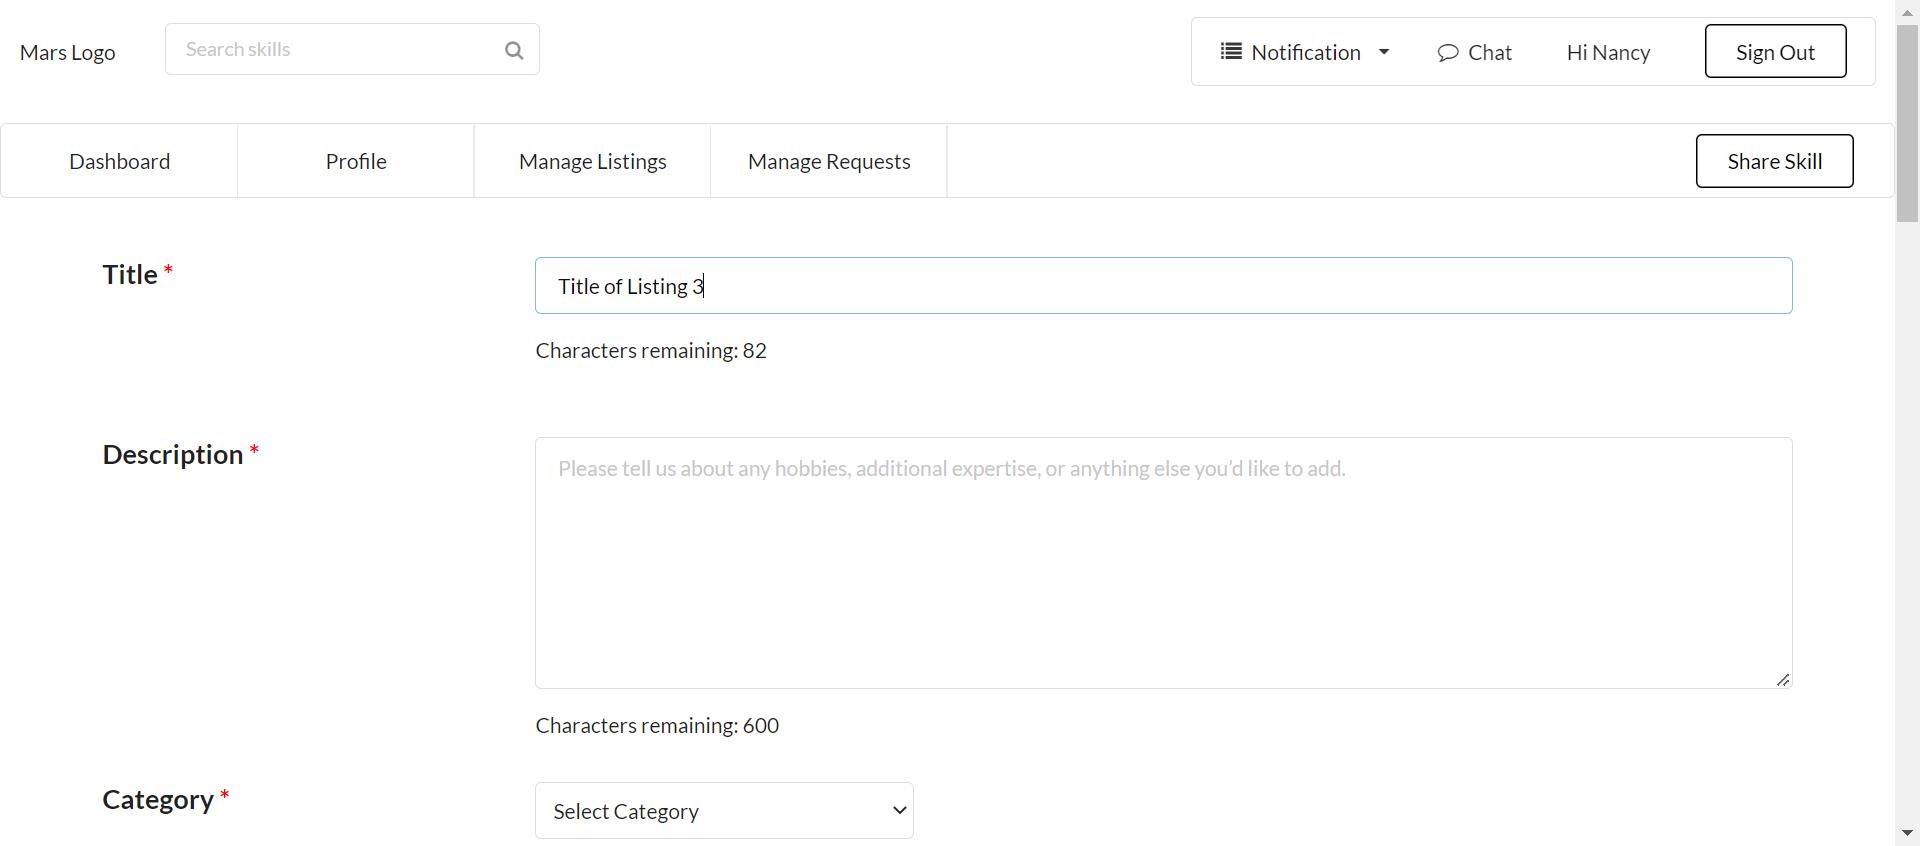 Mars Logo
Search skills
Notification
Chat
Hi Nancy
Sign Out
Dashboard
Profile
Manage Listings
Manage Requests
Share Skill
Title *
Title of Listing 3
Characters remaining: 82
Description *
Please tell us about any hobbies, additional expertise, or anything else you’d like to add.
Characters remaining: 600
Category *
Select Category